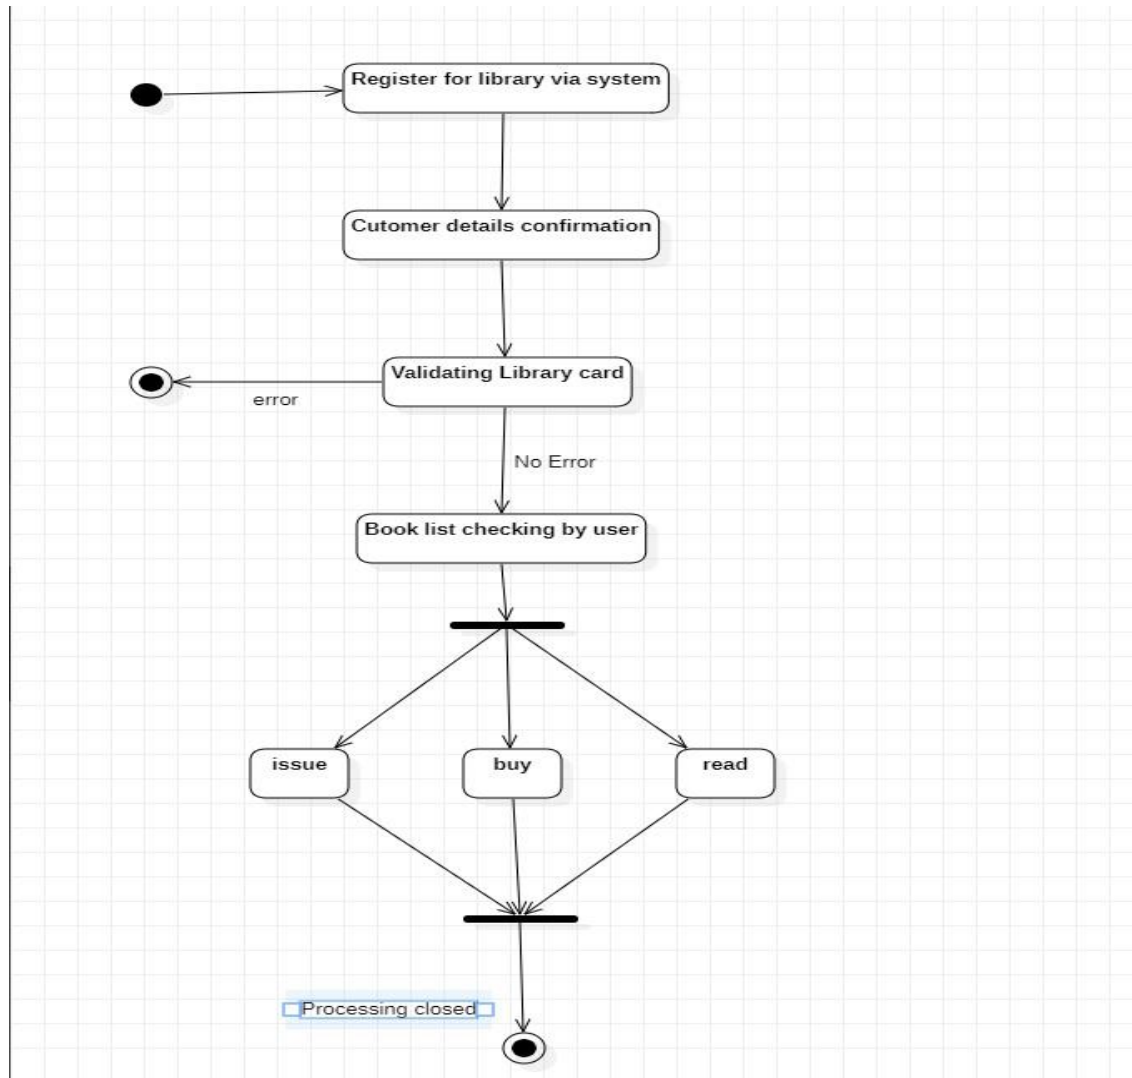 Register for library via system
Cutomer details confirmation
Validating Library card
error
No Error
Book list checking by user
issue
buy
read
Processing closed